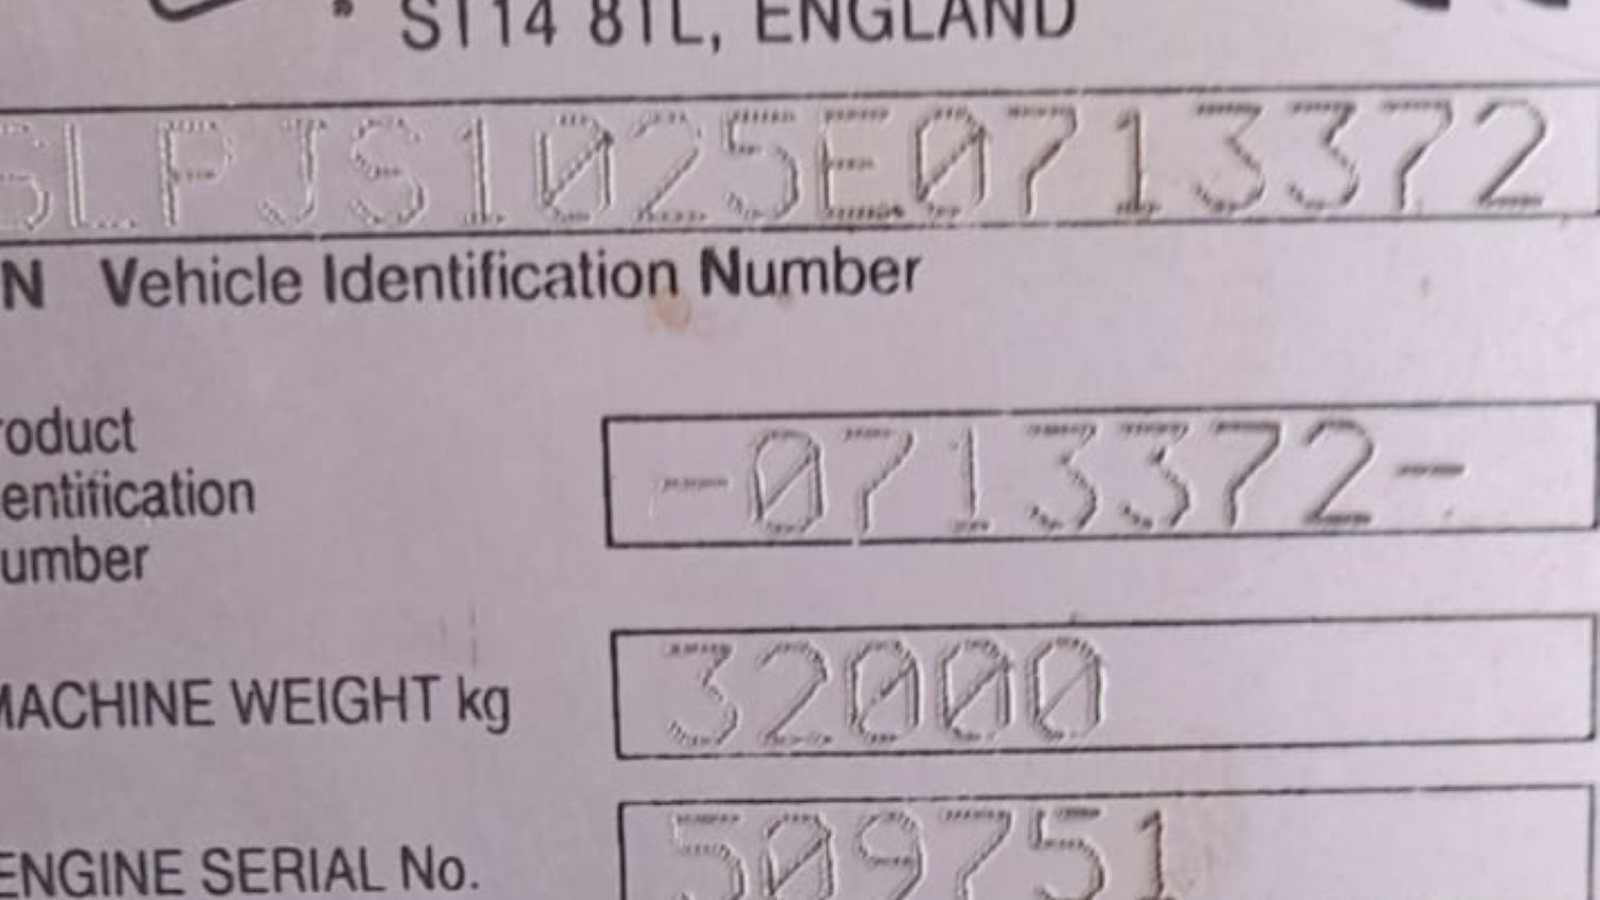 ST14 8TL, ENGLAND
SLPJS1025E0713372
N Vehicle Identification Number
roduct
entification
umber
-0713372-
MACHINE WEIGHT kg 32000
ENGINE SERIAL No. 509751